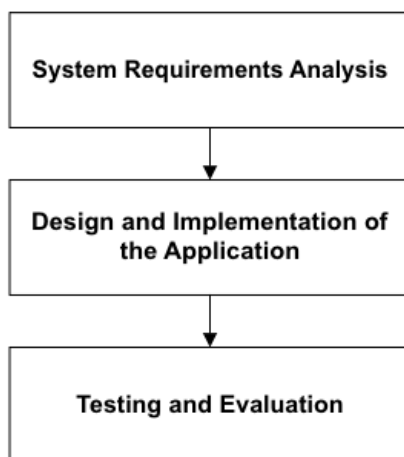 System Requirements Analysis
Design and Implementation of
the Application
Testing and Evaluation